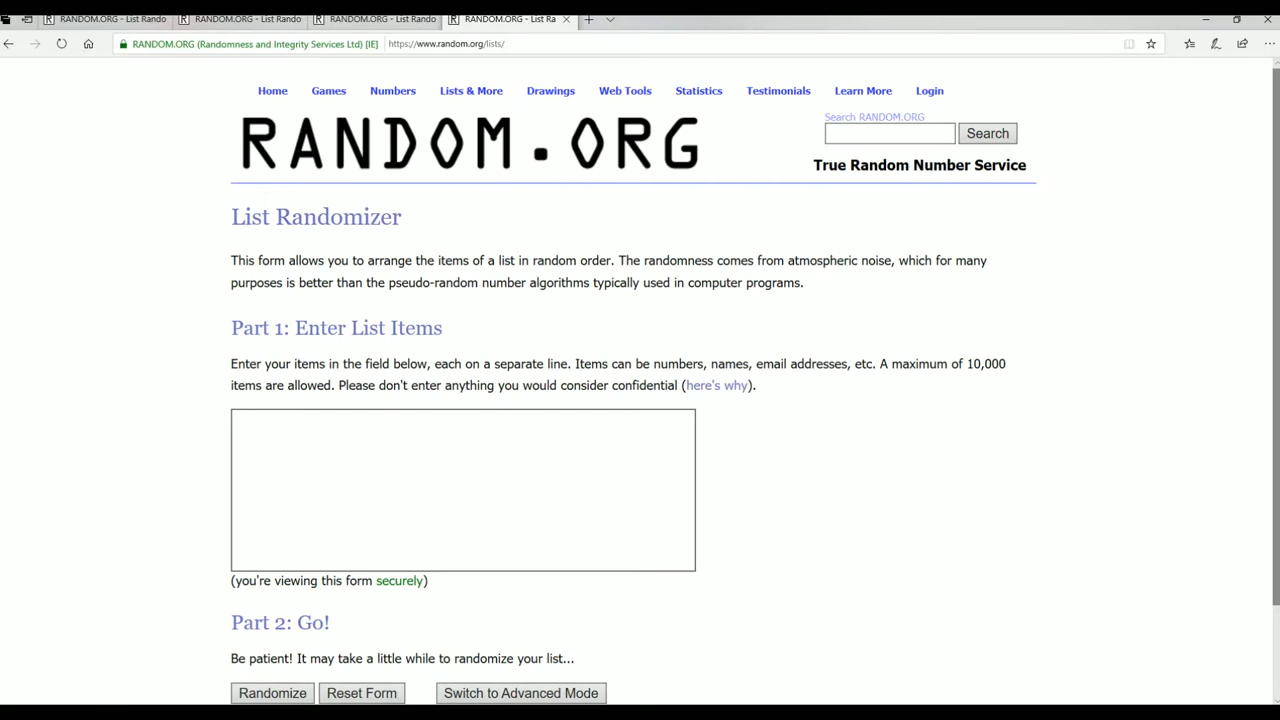 RANDOM.ORG - List Rando RANDOM.ORG - List Rando RANDOM.ORG - List Rando RANDOM.ORG - List Ra
RANDOM.ORG (Randomness and Integrity Services Ltd) [IE] https://www.random.org/lists/
Home Games Numbers Lists & More Drawings Web Tools Statistics Testimonials Learn More Login
RANDOM.ORG
Search RANDOM.ORG
Search
True Random Number Service
List Randomizer
This form allows you to arrange the items of a list in random order. The randomness comes from atmospheric noise, which for many
purposes is better than the pseudo-random number algorithms typically used in computer programs.
Part 1: Enter List Items
Enter your items in the field below, each on a separate line. Items can be numbers, names, email addresses, etc. A maximum of 10,000
items are allowed. Please don't enter anything you would consider confidential (here's why).
(you're viewing this form securely)
Part 2: Go!
Be patient! It may take a little while to randomize your list...
Randomize Reset Form Switch to Advanced Mode